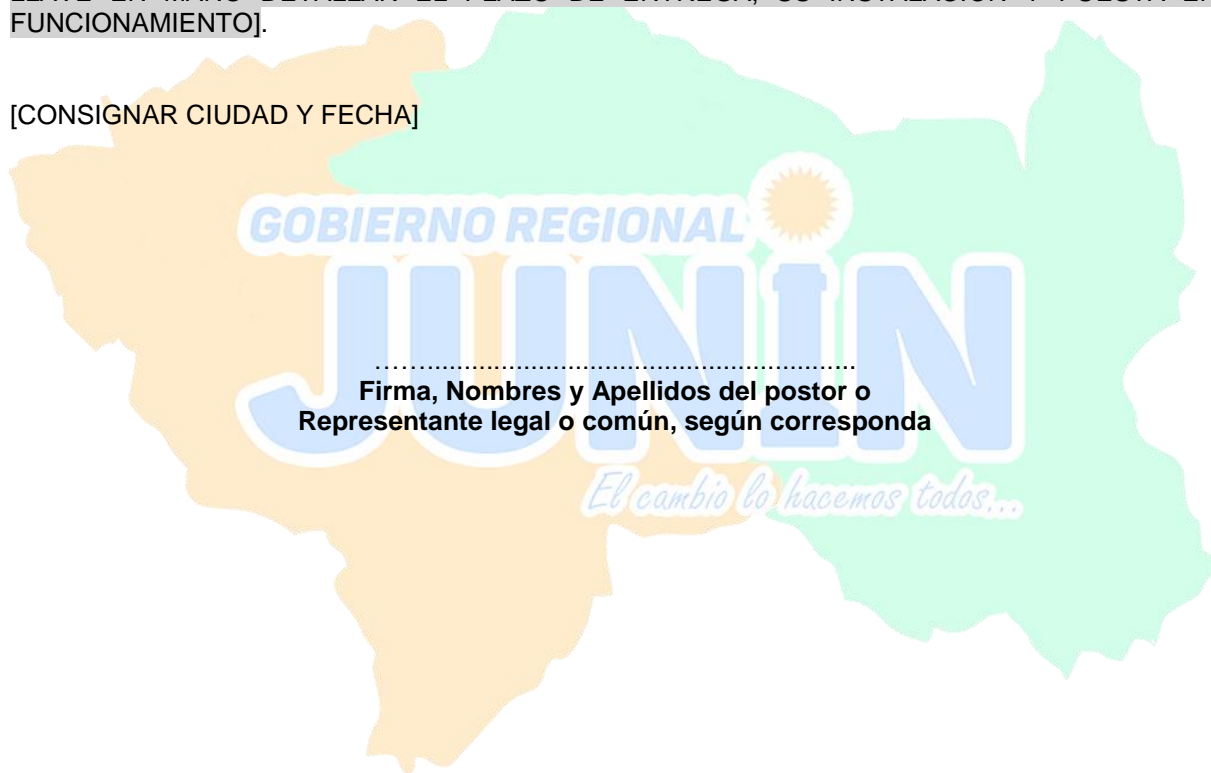 FUNCIONAMIENTO].
[CONSIGNAR CIUDAD Y FECHA]
GOBIERNO REGIONAL
JUNÍN
…….............................................................
Firma, Nombres y Apellidos del postor o
Representante legal o común, según corresponda
El cambio lo hacemos todos...